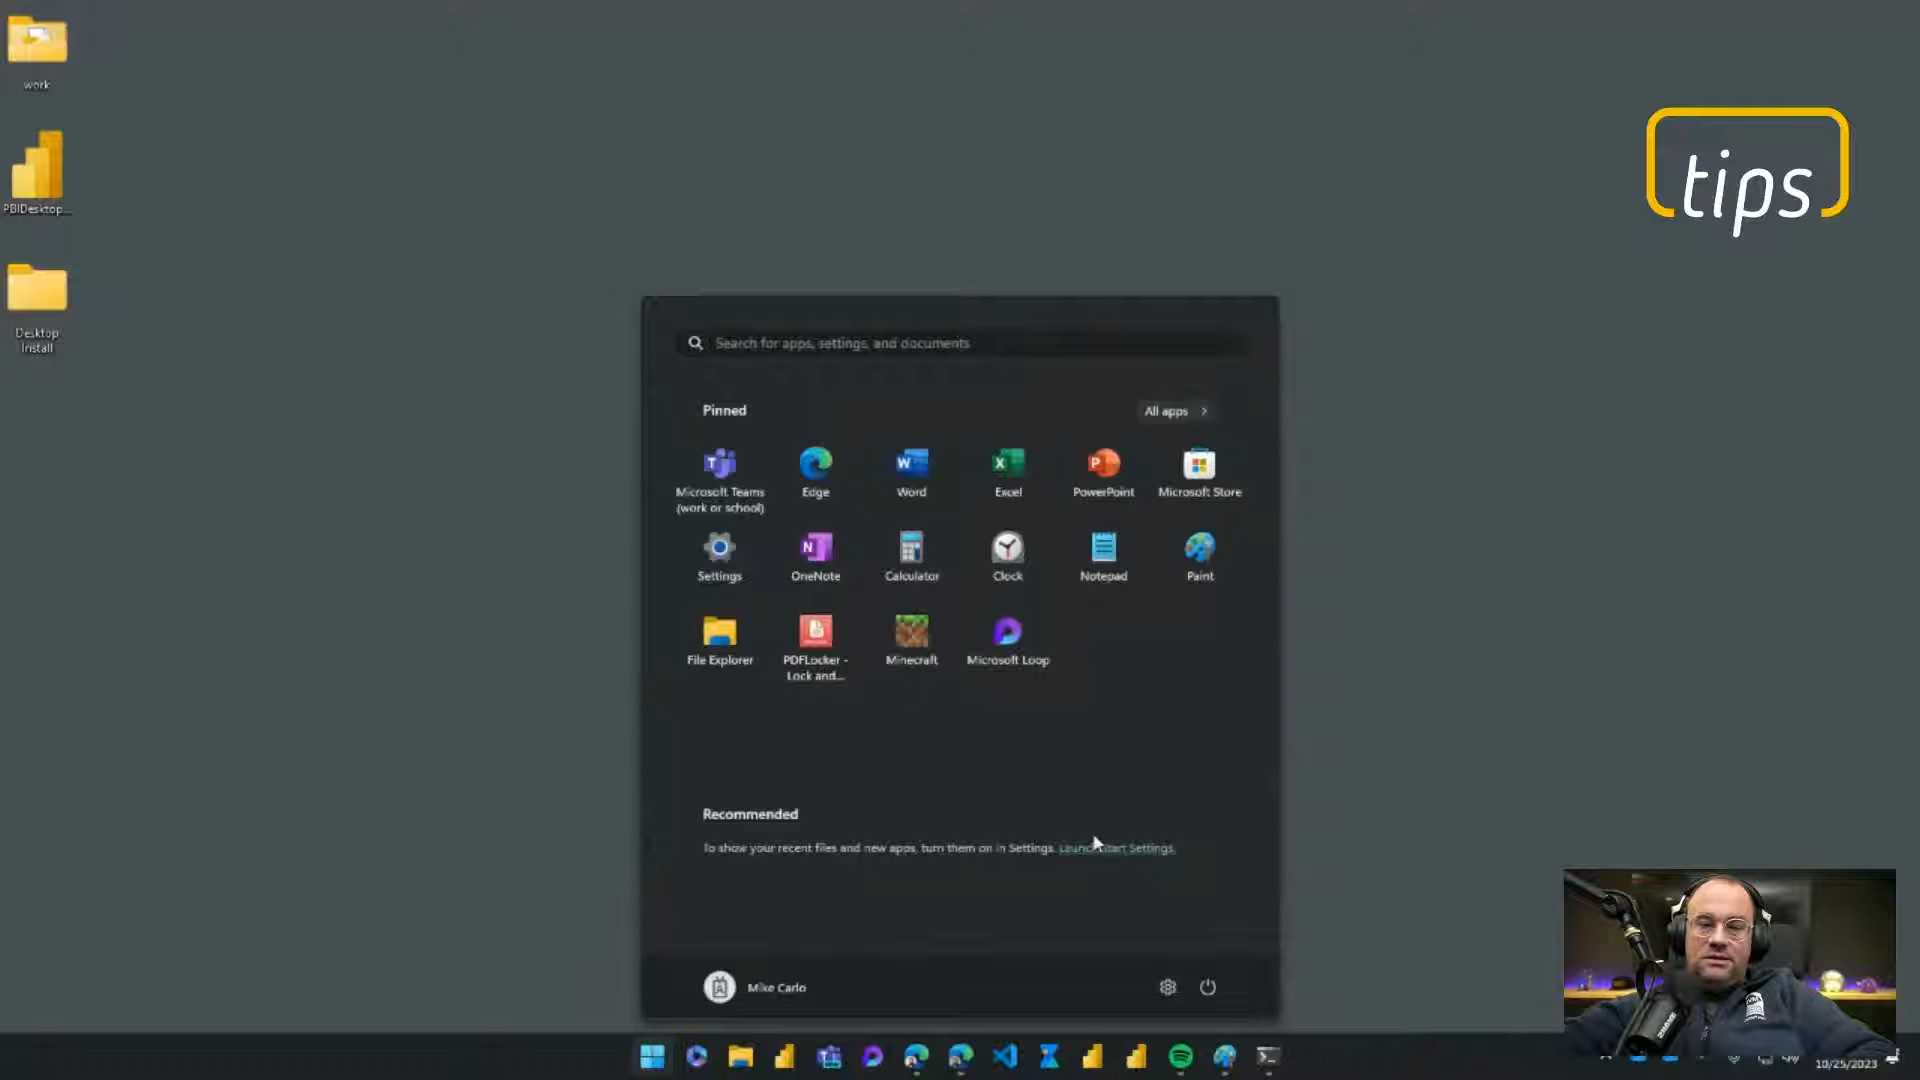 work
PBIDesktop...
Desktop
Install
tips
Search for apps, settings, and documents
Pinned
All apps
Microsoft Teams
(work or school)
Edge
Word
Excel
PowerPoint
Microsoft Store
Settings
OneNote
Calculator
Clock
Notepad
Paint
File Explorer
PDFLocker -
Lock and...
Minecraft
Microsoft Loop
Recommended
To show your recent files and new apps, turn them on in Settings. Launch Start Settings.
Mike Carlo
10/25/2023